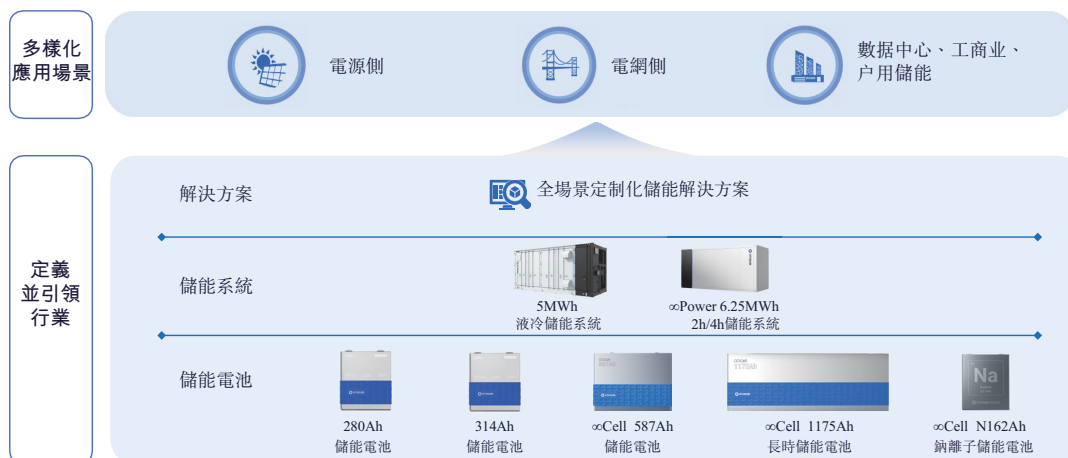 多樣化
應用場景
電源側
電網側
數据中心、工商业、
户用儲能
定義
並引領
行業
解決方案
全場景定制化儲能解決方案
儲能系統
5MWh
液冷儲能系統
∞Power 6.25MWh
2h/4h儲能系統
儲能電池
1175Ah
Na
280Ah
儲能電池
314Ah
儲能電池
∞Cell 587Ah
儲能電池
∞Cell 1175Ah
長時儲能電池
∞Cell N162Ah
鈉離子儲能電池